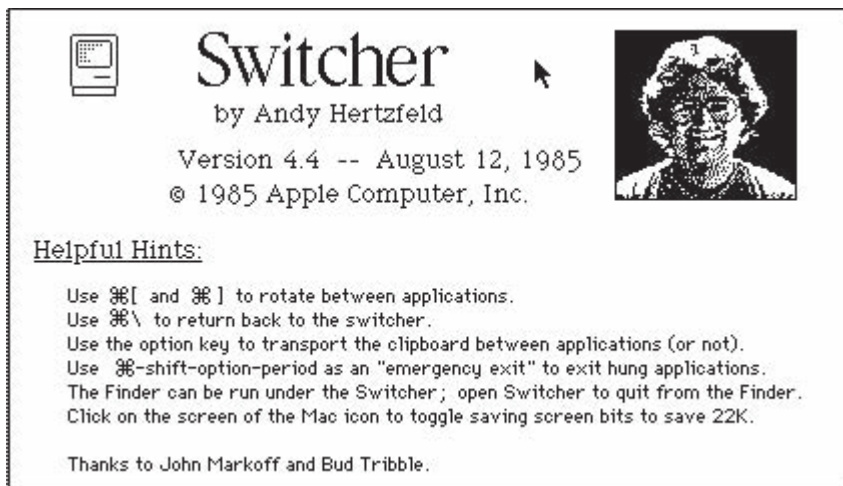 Switcher
by Andy Hertzfeld
Version 4.4 -- August 12, 1985
© 1985 Apple Computer, Inc.
Helpful Hints:
Use ⌘[ and ⌘] to rotate between applications.
Use ⌘\ to return back to the switcher.
Use the option key to transport the clipboard between applications (or not).
Use ⌘-shift-option-period as an "emergency exit" to exit hung applications.
The Finder can be run under the Switcher; open Switcher to quit from the Finder.
Click on the screen of the Mac icon to toggle saving screen bits to save 22K.
Thanks to John Markoff and Bud Tribble.